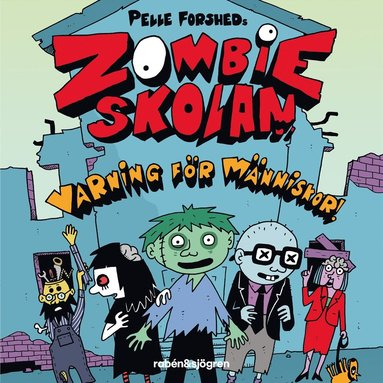 PELLE FORSHEDs
ZOMBIE
SKOLAN
VARNING FÖR MÄNNISKOR!
rabén&sjögren